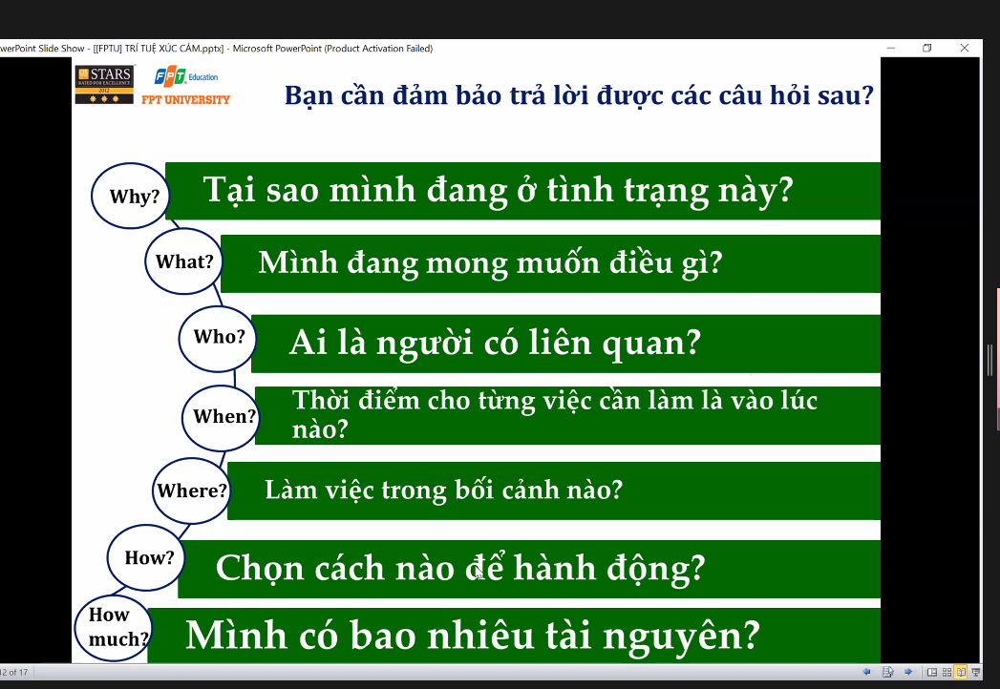 werPoint Slide Show - [[FPTU] TRÍ TUỆ XÚC CẢM.pptx] - Microsoft PowerPoint (Product Activation Failed)
QS STARS
RATED FOR EXCELLENCE
2012
FPT Education
FPT UNIVERSITY
Bạn cần đảm bảo trả lời được các câu hỏi sau?
Why? Tại sao mình đang ở tình trạng này?
What? Mình đang mong muốn điều gì?
Who? Ai là người có liên quan?
When? Thời điểm cho từng việc cần làm là vào lúc
nào?
Where? Làm việc trong bối cảnh nào?
How? Chọn cách nào để hành động?
How
much? Mình có bao nhiêu tài nguyên?
12 of 17